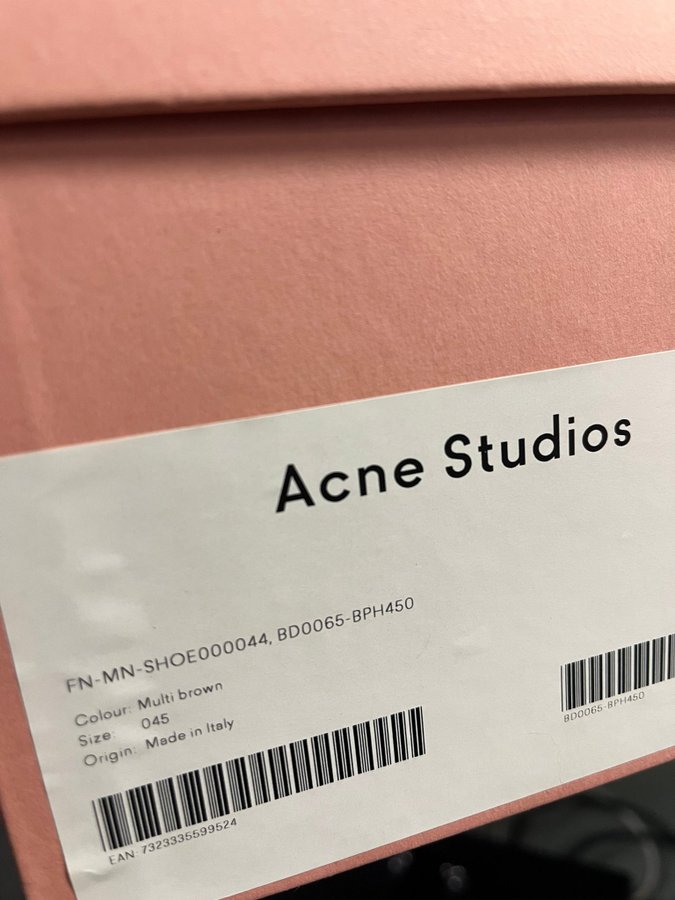 Acne Studios
FN-MN-SHOE000044, BD0065-BPH450
Colour: Multi brown
Size: 045
Origin: Made in Italy
EAN: 7323335599524
BD0065-BPH450